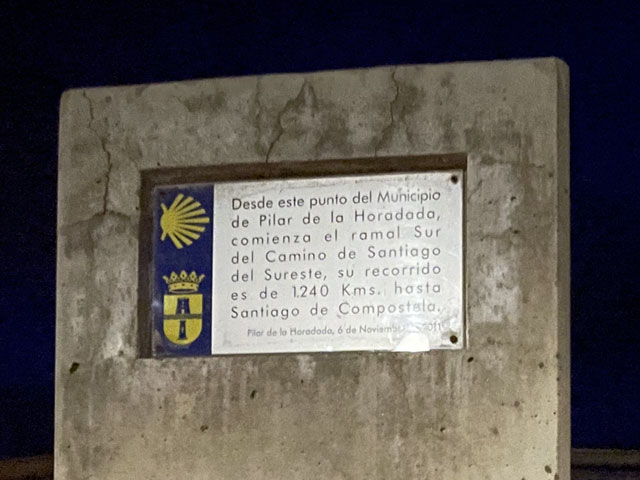 Desde este punto del Municipio
de Pilar de la Horadada,
comienza el ramal Sur
del Camino de Santiago
del Sureste, su recorrido
es de 1.240 Kms. hasta
Santiago de Compostela.
Pilar de la Horadada, 6 de